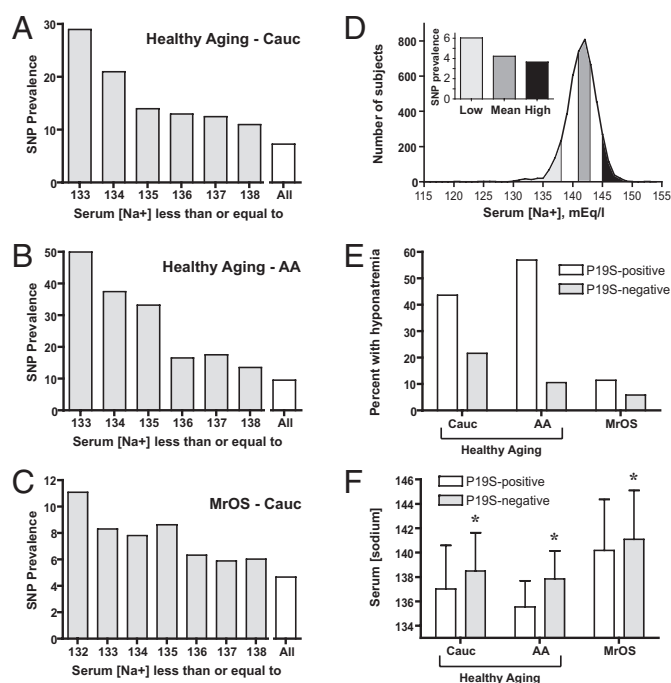 A
Healthy Aging - Cauc
SNP Prevalence
30
20
10
0
133 134 135 136 137 138 All
Serum [Na+] less than or equal to
B
Healthy Aging - AA
SNP Prevalence
50
40
30
20
10
0
133 134 135 136 137 138 All
Serum [Na+] less than or equal to
C
MrOS - Cauc
SNP Prevalence
12
10
8
6
4
2
0
132 133 134 135 136 137 138 All
Serum [Na+] less than or equal to
D
Number of subjects
800
600
400
200
0
SNP prevalence
6
4
2
0
Low Mean High
115 120 125 130 135 140 145 150 155
Serum [Na+], mEq/l
E
P19S-positive
P19S-negative
Percent with hyponatremia
60
50
40
30
20
10
0
Cauc AA MrOS
Healthy Aging
F
P19S-positive
P19S-negative
Serum [sodium]
146
144
142
140
138
136
134
* * *
Cauc AA MrOS
Healthy Aging